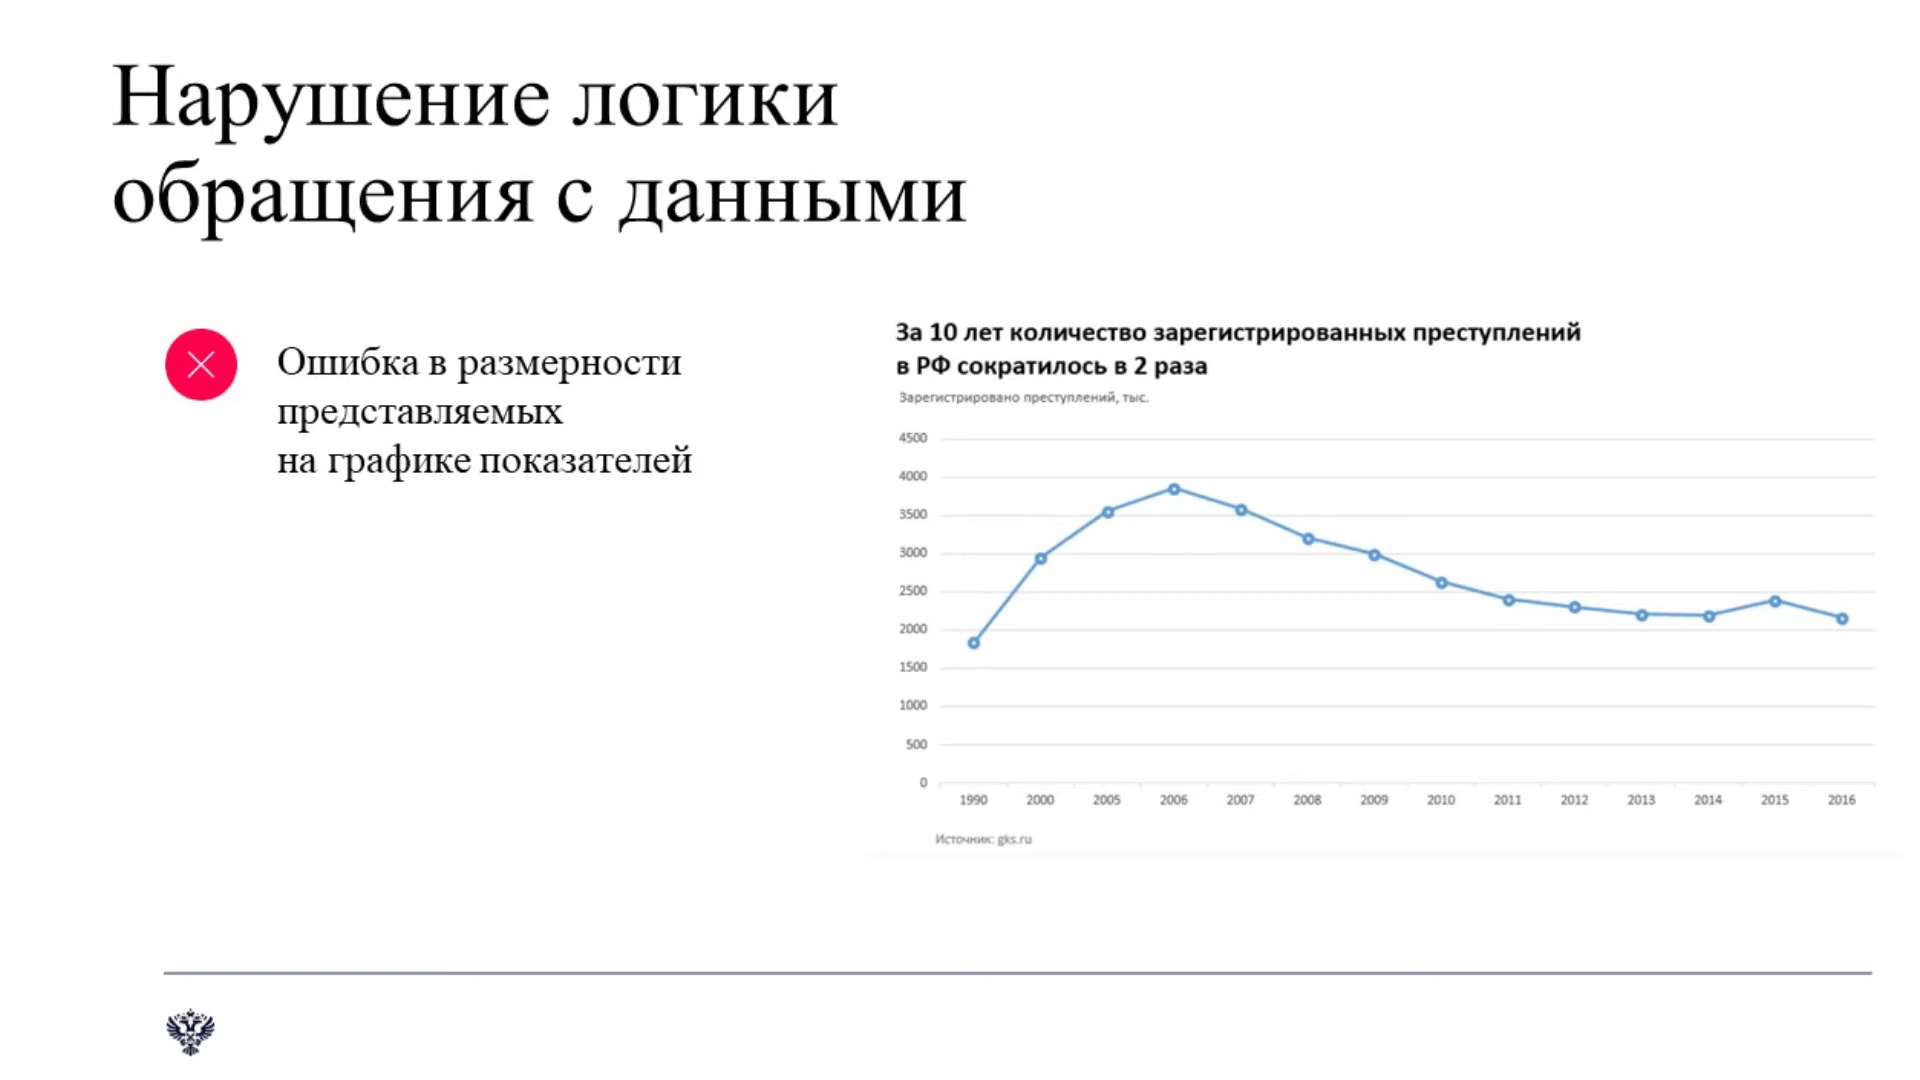 Нарушение логики
обращения с данными
Ошибка в размерности
представляемых
на графике показателей
За 10 лет количество зарегистрированных преступлений
в РФ сократилось в 2 раза
Зарегистрировано преступлений, тыс.
4500
4000
3500
3000
2500
2000
1500
1000
500
0
1990 2000 2005 2006 2007 2008 2009 2010 2011 2012 2013 2014 2015 2016
Источник: gks.ru